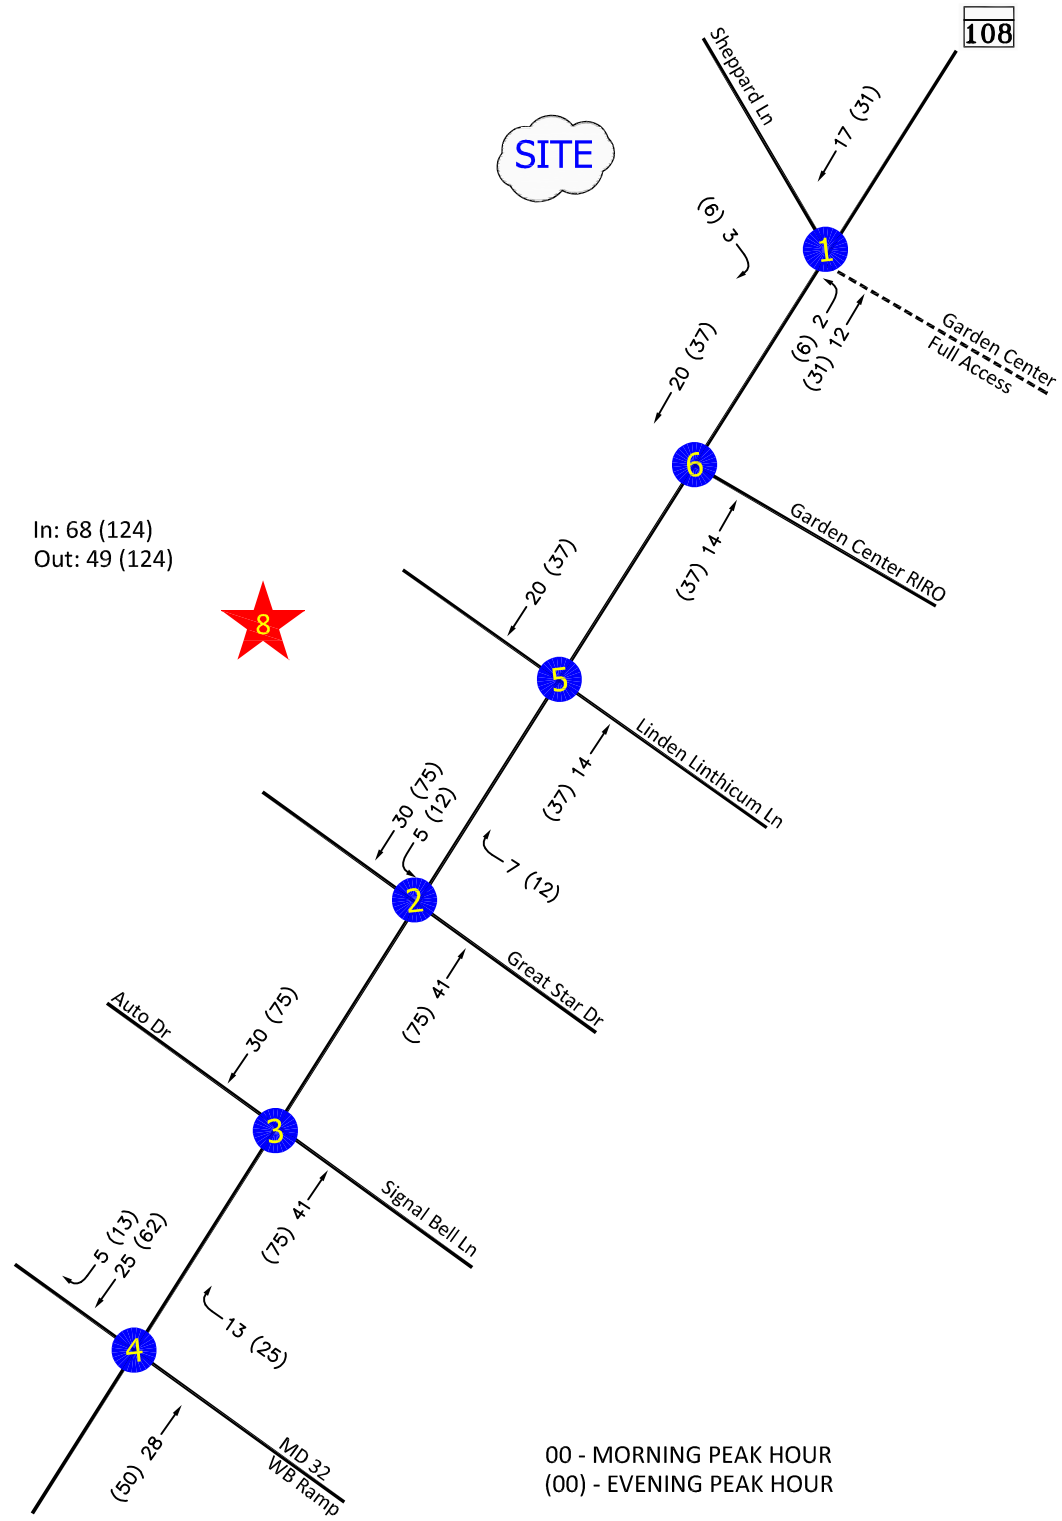 108
Sheppard Ln
17 (31)
SITE
(6) 3
1
(6) 2
(31) 12
Garden Center
Full Access
20 (37)
6
(37) 14
Garden Center RIRO
In: 68 (124)
Out: 49 (124)
8
20 (37)
5
(37) 14
Linden Linthicum Ln
30 (75)
5 (12)
7 (12)
2
(75) 41
Great Star Dr
Auto Dr
30 (75)
3
(75) 41
Signal Bell Ln
5 (13)
25 (62)
13 (25)
4
(50) 28
MD 32
WB Ramp
00 - MORNING PEAK HOUR
(00) - EVENING PEAK HOUR